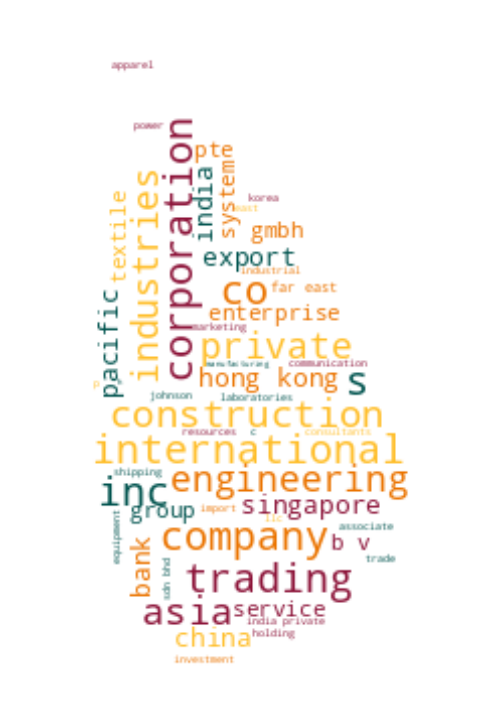 apparel
power
corporation
pte
india
system
industries
textile
korea
east
gmbh
export
industrial
co
far east
pacific
enterprise
marketing
private
manufacturing
communication
hong kong
s
p
johnson
laboratories
construction
resources
c
consultants
international
shipping
engineering
inc
singapore
group
import
llc
equipment
associate
company
b v
bank
sdn bhd
trade
trading
asia
service
india private
china
holding
investment